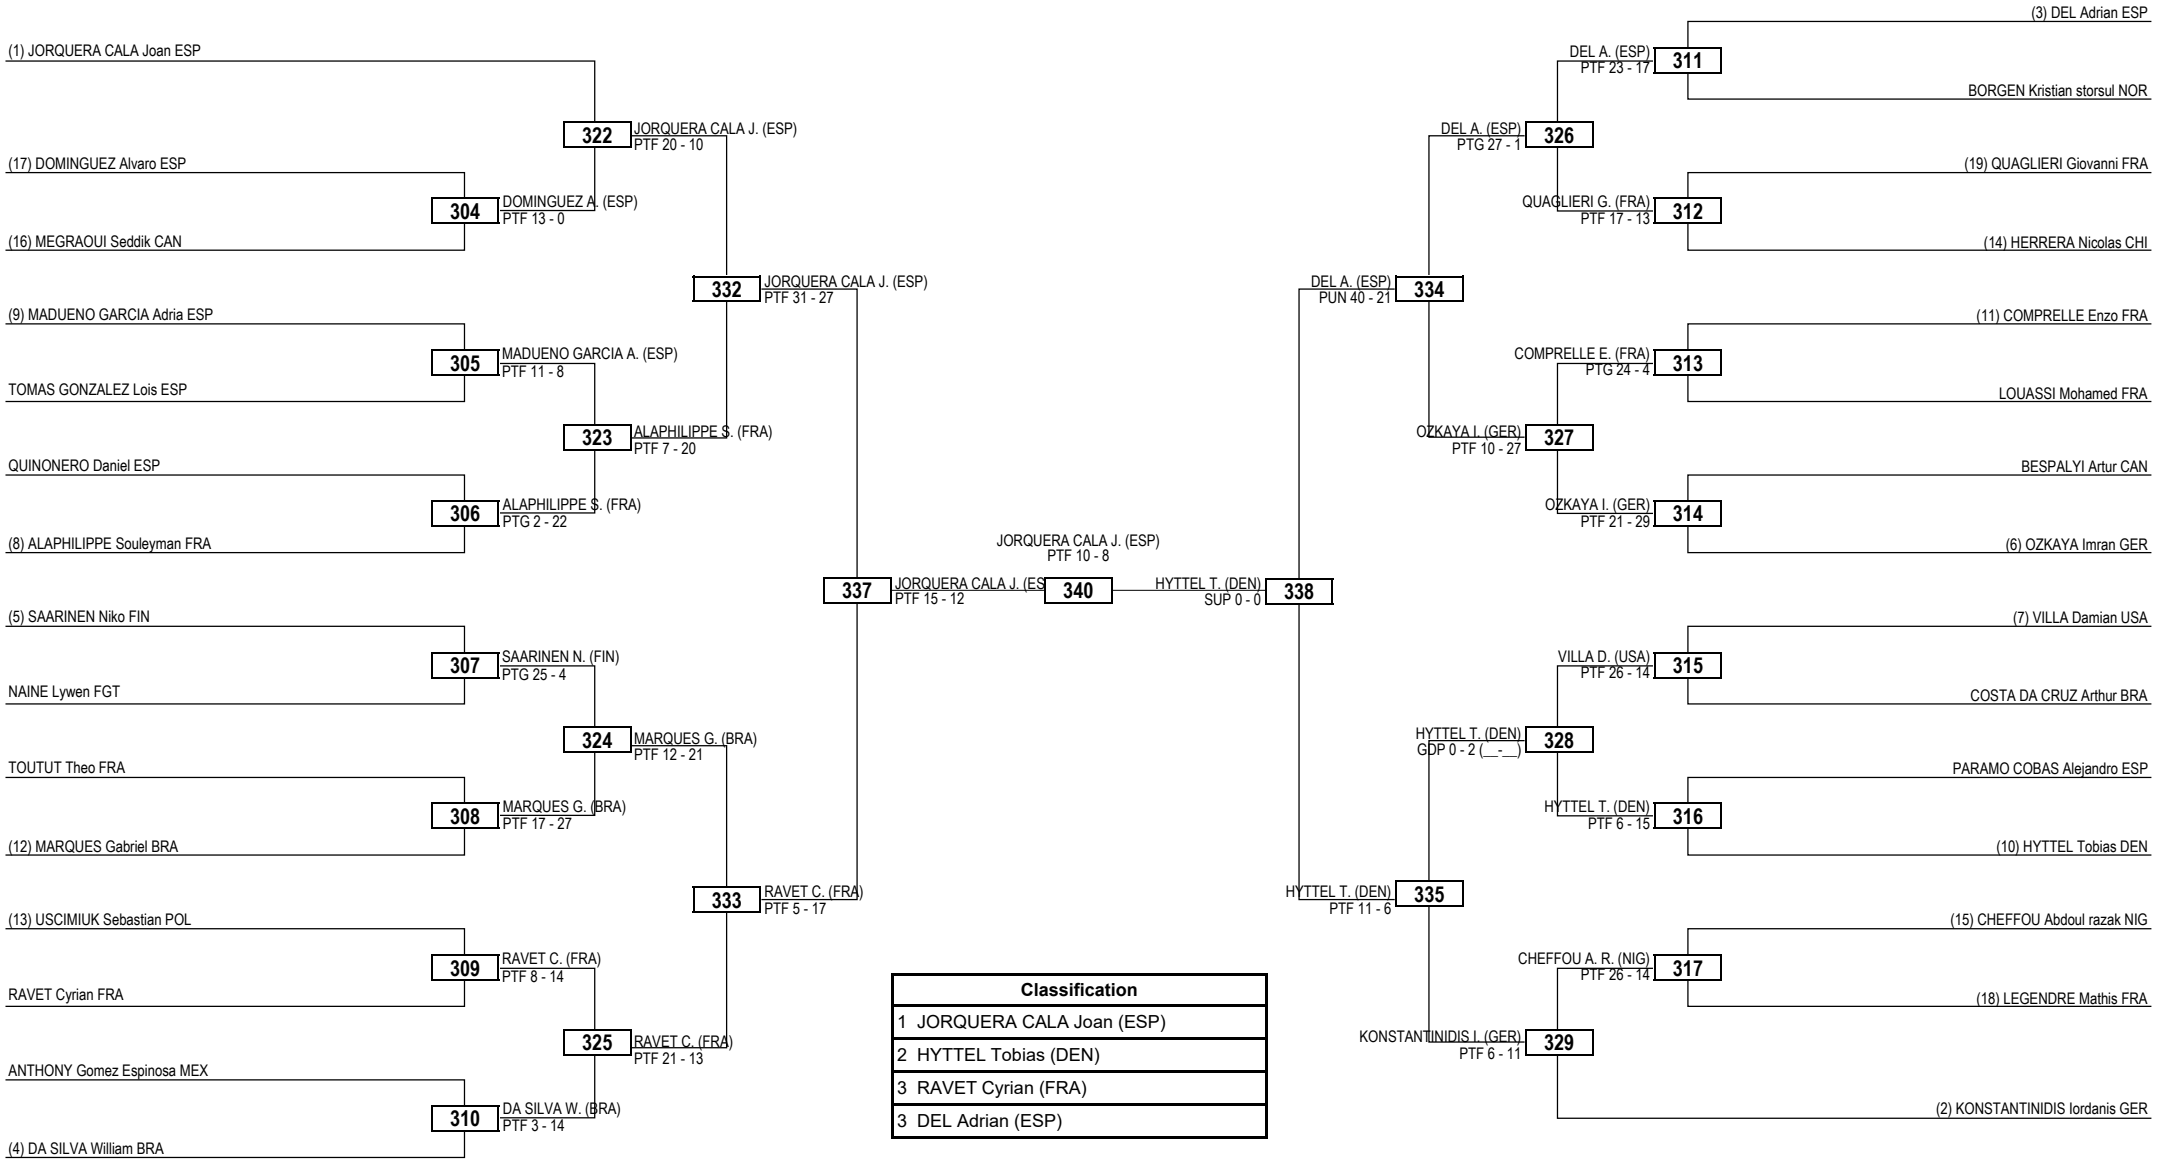 (1) JORQUERA CALA Joan ESP
(17) DOMINGUEZ Alvaro ESP
(16) MEGRAOUI Seddik CAN
(9) MADUENO GARCIA Adria ESP
TOMAS GONZALEZ Lois ESP
QUINONERO Daniel ESP
(8) ALAPHILIPPE Souleyman FRA
(5) SAARINEN Niko FIN
NAINE Lywen FGT
TOUTUT Theo FRA
(12) MARQUES Gabriel BRA
(13) USCIMIUK Sebastian POL
RAVET Cyrian FRA
ANTHONY Gomez Espinosa MEX
(4) DA SILVA William BRA
304
DOMINGUEZ A. (ESP)
PTF 13 - 0
305
MADUENO GARCIA A. (ESP)
PTF 11 - 8
306
ALAPHILIPPE S. (FRA)
PTG 2 - 22
307
SAARINEN N. (FIN)
PTG 25 - 4
308
MARQUES G. (BRA)
PTF 17 - 27
309
RAVET C. (FRA)
PTF 8 - 14
310
DA SILVA W. (BRA)
PTF 3 - 14
322
JORQUERA CALA J. (ESP)
PTF 20 - 10
323
ALAPHILIPPE S. (FRA)
PTF 7 - 20
324
MARQUES G. (BRA)
PTF 12 - 21
325
RAVET C. (FRA)
PTF 21 - 13
332
JORQUERA CALA J. (ESP)
PTF 31 - 27
333
RAVET C. (FRA)
PTF 5 - 17
337
JORQUERA CALA J. (ES
PTF 15 - 12
JORQUERA CALA J. (ESP)
PTF 10 - 8
340
HYTTEL T. (DEN)
SUP 0 - 0
338
DEL A. (ESP)
PUN 40 - 21
334
HYTTEL T. (DEN)
PTF 11 - 6
335
DEL A. (ESP)
PTG 27 - 1
326
OZKAYA I. (GER)
PTF 10 - 27
327
HYTTEL T. (DEN)
GDP 0 - 2 (__-__)
328
KONSTANTINIDIS I. (GER)
PTF 6 - 11
329
DEL A. (ESP)
PTF 23 - 17
311
QUAGLIERI G. (FRA)
PTF 17 - 13
312
COMPRELLE E. (FRA)
PTG 24 - 4
313
OZKAYA I. (GER)
PTF 21 - 29
314
VILLA D. (USA)
PTF 26 - 14
315
HYTTEL T. (DEN)
PTF 6 - 15
316
CHEFFOU A. R. (NIG)
PTF 26 - 14
317
(3) DEL Adrian ESP
BORGEN Kristian storsul NOR
(19) QUAGLIERI Giovanni FRA
(14) HERRERA Nicolas CHI
(11) COMPRELLE Enzo FRA
LOUASSI Mohamed FRA
BESPALYI Artur CAN
(6) OZKAYA Imran GER
(7) VILLA Damian USA
COSTA DA CRUZ Arthur BRA
PARAMO COBAS Alejandro ESP
(10) HYTTEL Tobias DEN
(15) CHEFFOU Abdoul razak NIG
(18) LEGENDRE Mathis FRA
(2) KONSTANTINIDIS Iordanis GER
Classification
1 JORQUERA CALA Joan (ESP)
2 HYTTEL Tobias (DEN)
3 RAVET Cyrian (FRA)
3 DEL Adrian (ESP)